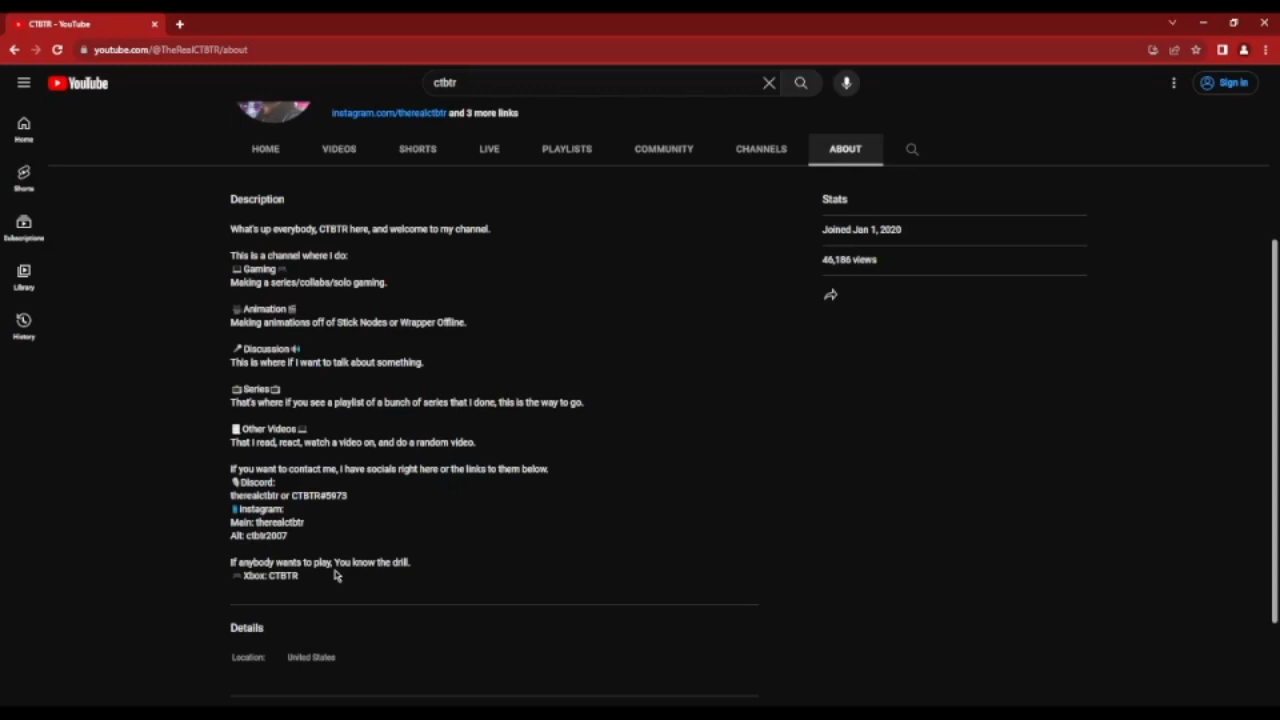 CTBTR - YouTube
youtube.com/@TheRealCTBTR/about
YouTube
ctbtr
Sign in
instagram.com/therealctbtr and 3 more links
Home
Shorts
Subscriptions
Library
History
HOME VIDEOS SHORTS LIVE PLAYLISTS COMMUNITY CHANNELS ABOUT
Description
What's up everybody, CTBTR here, and welcome to my channel.
This is a channel where I do:
Gaming
Making a series/collabs/solo gaming.
Animation
Making animations off of Stick Nodes or Wrapper Offline.
Discussion
This is where if I want to talk about something.
Series
That's where if you see a playlist of a bunch of series that I done, this is the way to go.
Other Videos
That I read, react, watch a video on, and do a random video.
If you want to contact me, I have socials right here or the links to them below.
Discord:
therealctbtr or CTBTR#5973
Instagram:
Main: therealctbtr
Alt: ctbtr2007
If anybody wants to play, You know the drill.
Xbox: CTBTR
Details
Location: United States
Stats
Joined Jan 1, 2020
46,186 views